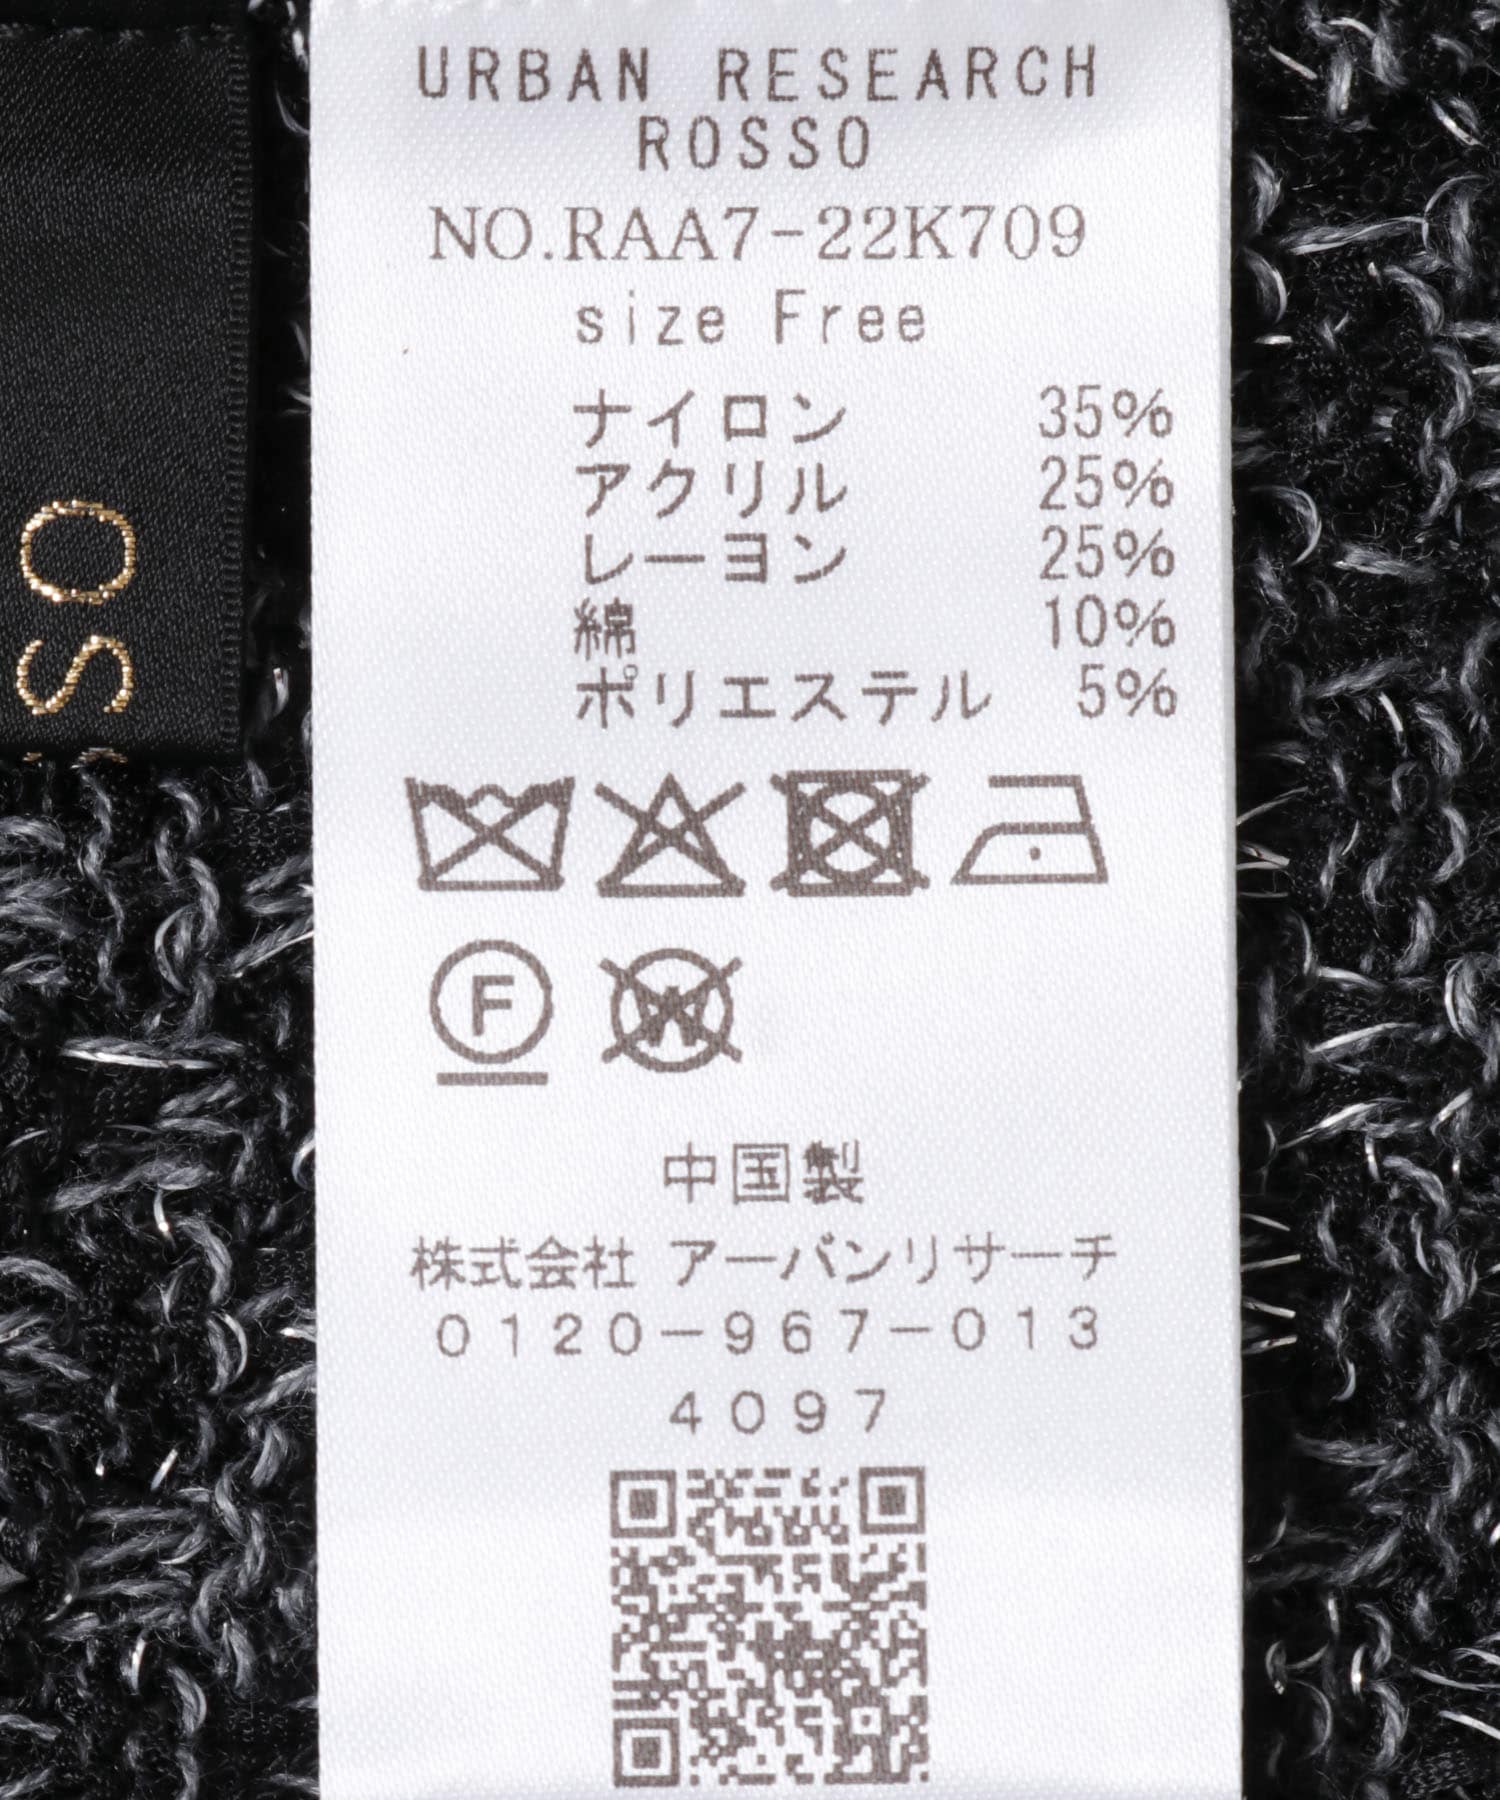 URBAN RESEARCH
ROSSO
NO.RAA7-22K709
size Free
ナイロン 35%
アクリル 25%
レーヨン 25%
綿 10%
ポリエステル 5%
F
W
中国製
株式会社 アーバンリサーチ
0120-967-013
4097
SO